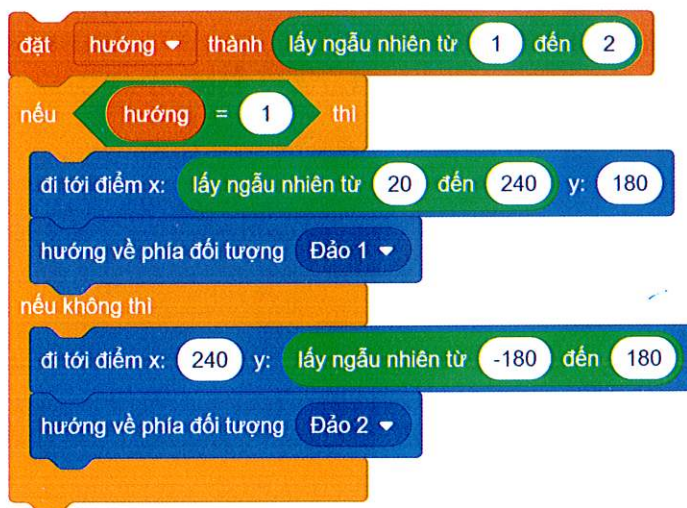 đặt hướng thành lấy ngẫu nhiên từ 1 đến 2
nếu hướng = 1 thì
đi tới điểm x: lấy ngẫu nhiên từ 20 đến 240 y: 180
hướng về phía đối tượng Đảo 1
nếu không thì
đi tới điểm x: 240 y: lấy ngẫu nhiên từ -180 đến 180
hướng về phía đối tượng Đảo 2